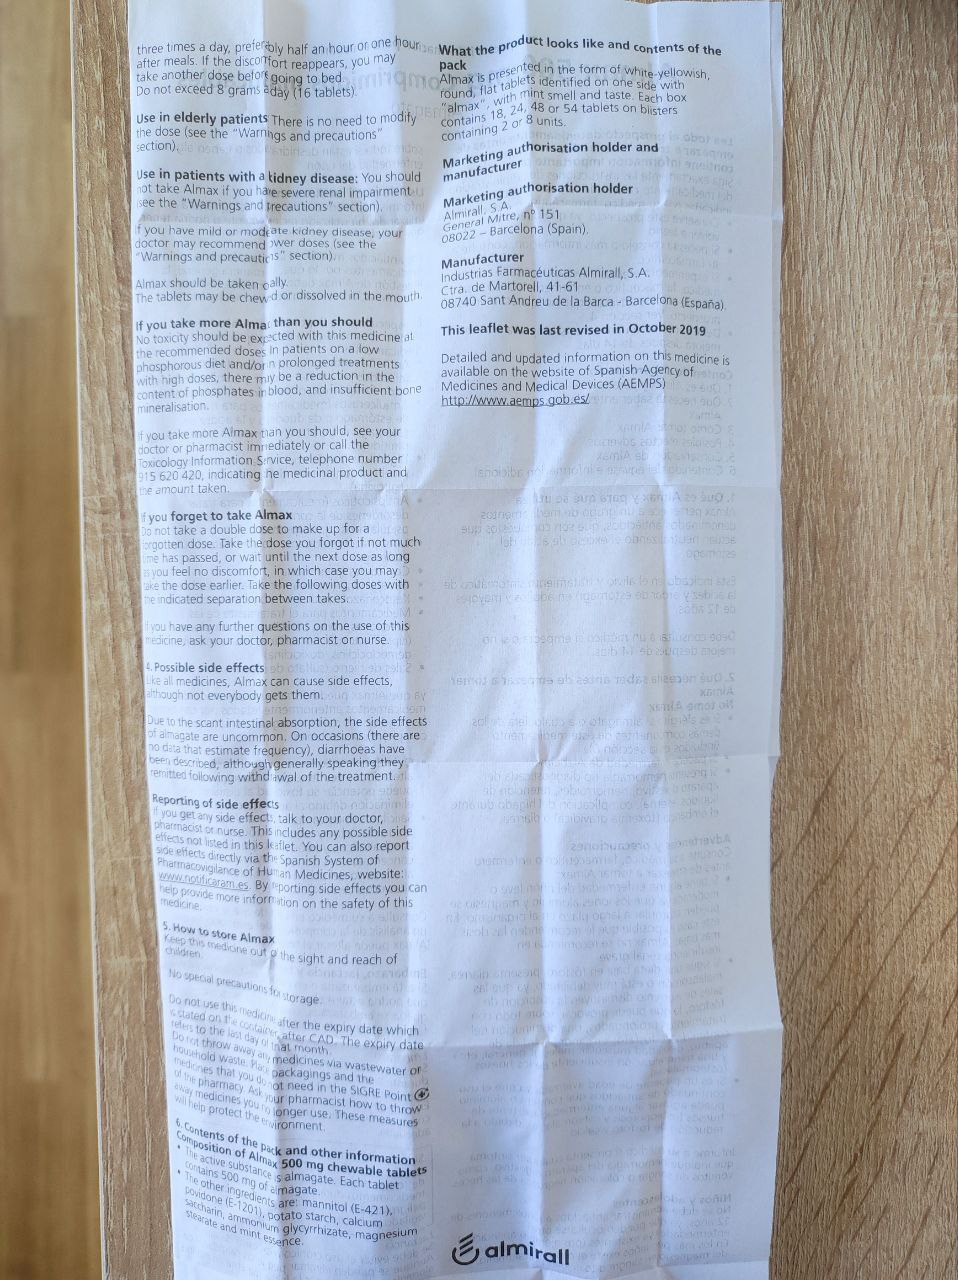 three times a day, preferably half an hour or one hour
after meals. If the discomfort reappears, you may
take another dose before going to bed.
Do not exceed 8 grams a day (16 tablets).
Use in elderly patients There is no need to modify
the dose (see the “Warnings and precautions”
section).
Use in patients with a kidney disease: You should
not take Almax if you have severe renal impairment
see the “Warnings and precautions” section).
If you have mild or moderate kidney disease, your
doctor may recommend lower doses (see the
“Warnings and precautions” section).
Almax should be taken orally.
The tablets may be chewed or dissolved in the mouth.
If you take more Almax than you should
No toxicity should be expected with this medicine at
the recommended doses. In patients on a low
phosphorous diet and/or in prolonged treatments
with high doses, there may be a reduction in the
content of phosphates in blood, and insufficient bone
mineralisation.
If you take more Almax than you should, see your
doctor or pharmacist immediately or call the
Toxicology Information Service, telephone number
915 620 420, indicating the medicinal product and
the amount taken.
If you forget to take Almax
Do not take a double dose to make up for a
forgotten dose. Take the dose you forgot if not much
time has passed, or wait until the next dose as long
as you feel no discomfort, in which case you may
take the dose earlier. Take the following doses with
the indicated separation between takes.
If you have any further questions on the use of this
medicine, ask your doctor, pharmacist or nurse.
4. Possible side effects
Like all medicines, Almax can cause side effects,
although not everybody gets them.
Due to the scant intestinal absorption, the side effects
of almagate are uncommon. On occasions (there are
no data that estimate frequency), diarrhoeas have
been described, although generally speaking they
remitted following withdrawal of the treatment.
Reporting of side effects
If you get any side effects, talk to your doctor,
pharmacist or nurse. This includes any possible side
effects not listed in this leaflet. You can also report
side effects directly via the Spanish System of
Pharmacovigilance of Human Medicines, website:
www.notificaram.es. By reporting side effects you can
help provide more information on the safety of this
medicine.
5. How to store Almax
Keep this medicine out of the sight and reach of
children.
No special precautions for storage.
Do not use this medicine after the expiry date which
is stated on the container after CAD. The expiry date
refers to the last day of that month.
Do not throw away any medicines via wastewater or
household waste. Place packagings and the
medicines that you do not need in the SIGRE Point
of the pharmacy. Ask your pharmacist how to throw
away medicines you no longer use. These measures
will help protect the environment.
6. Contents of the pack and other information
Composition of Almax 500 mg chewable tablets
• The active substance is almagate. Each tablet
contains 500 mg of almagate.
• The other ingredients are: mannitol (E-421),
povidone (E-1201), potato starch, calcium
saccharin, ammonium glycyrrhizate, magnesium
stearate and mint essence.
What the product looks like and contents of the
pack
Almax is presented in the form of white-yellowish,
round, flat tablets identified on one side with
“almax”, with mint smell and taste. Each box
contains 18, 24, 48 or 54 tablets on blisters
containing 2 or 8 units.
Marketing authorisation holder and
manufacturer
Marketing authorisation holder
Almirall, S.A.
General Mitre, nº 151
08022 – Barcelona (Spain).
Manufacturer
Industrias Farmacéuticas Almirall, S.A.
Ctra. de Martorell, 41-61
08740 Sant Andreu de la Barca - Barcelona (España).
This leaflet was last revised in October 2019
Detailed and updated information on this medicine is
available on the website of Spanish Agency of
Medicines and Medical Devices (AEMPS)
http://www.aemps.gob.es/
almirall